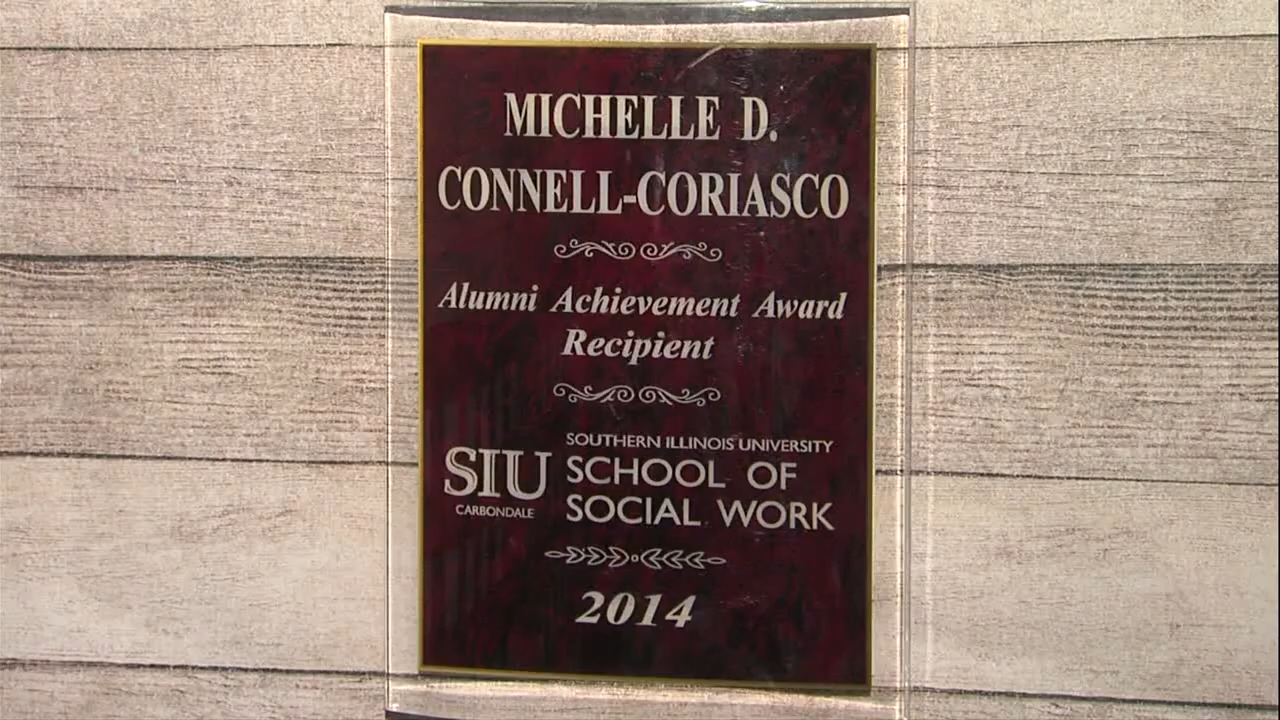 MICHELLE D.
CONNELL-CORIASCO
Alumni Achievement Award
Recipient
SIU
CARBONDALE
SOUTHERN ILLINOIS UNIVERSITY
SCHOOL OF
SOCIAL WORK
2014